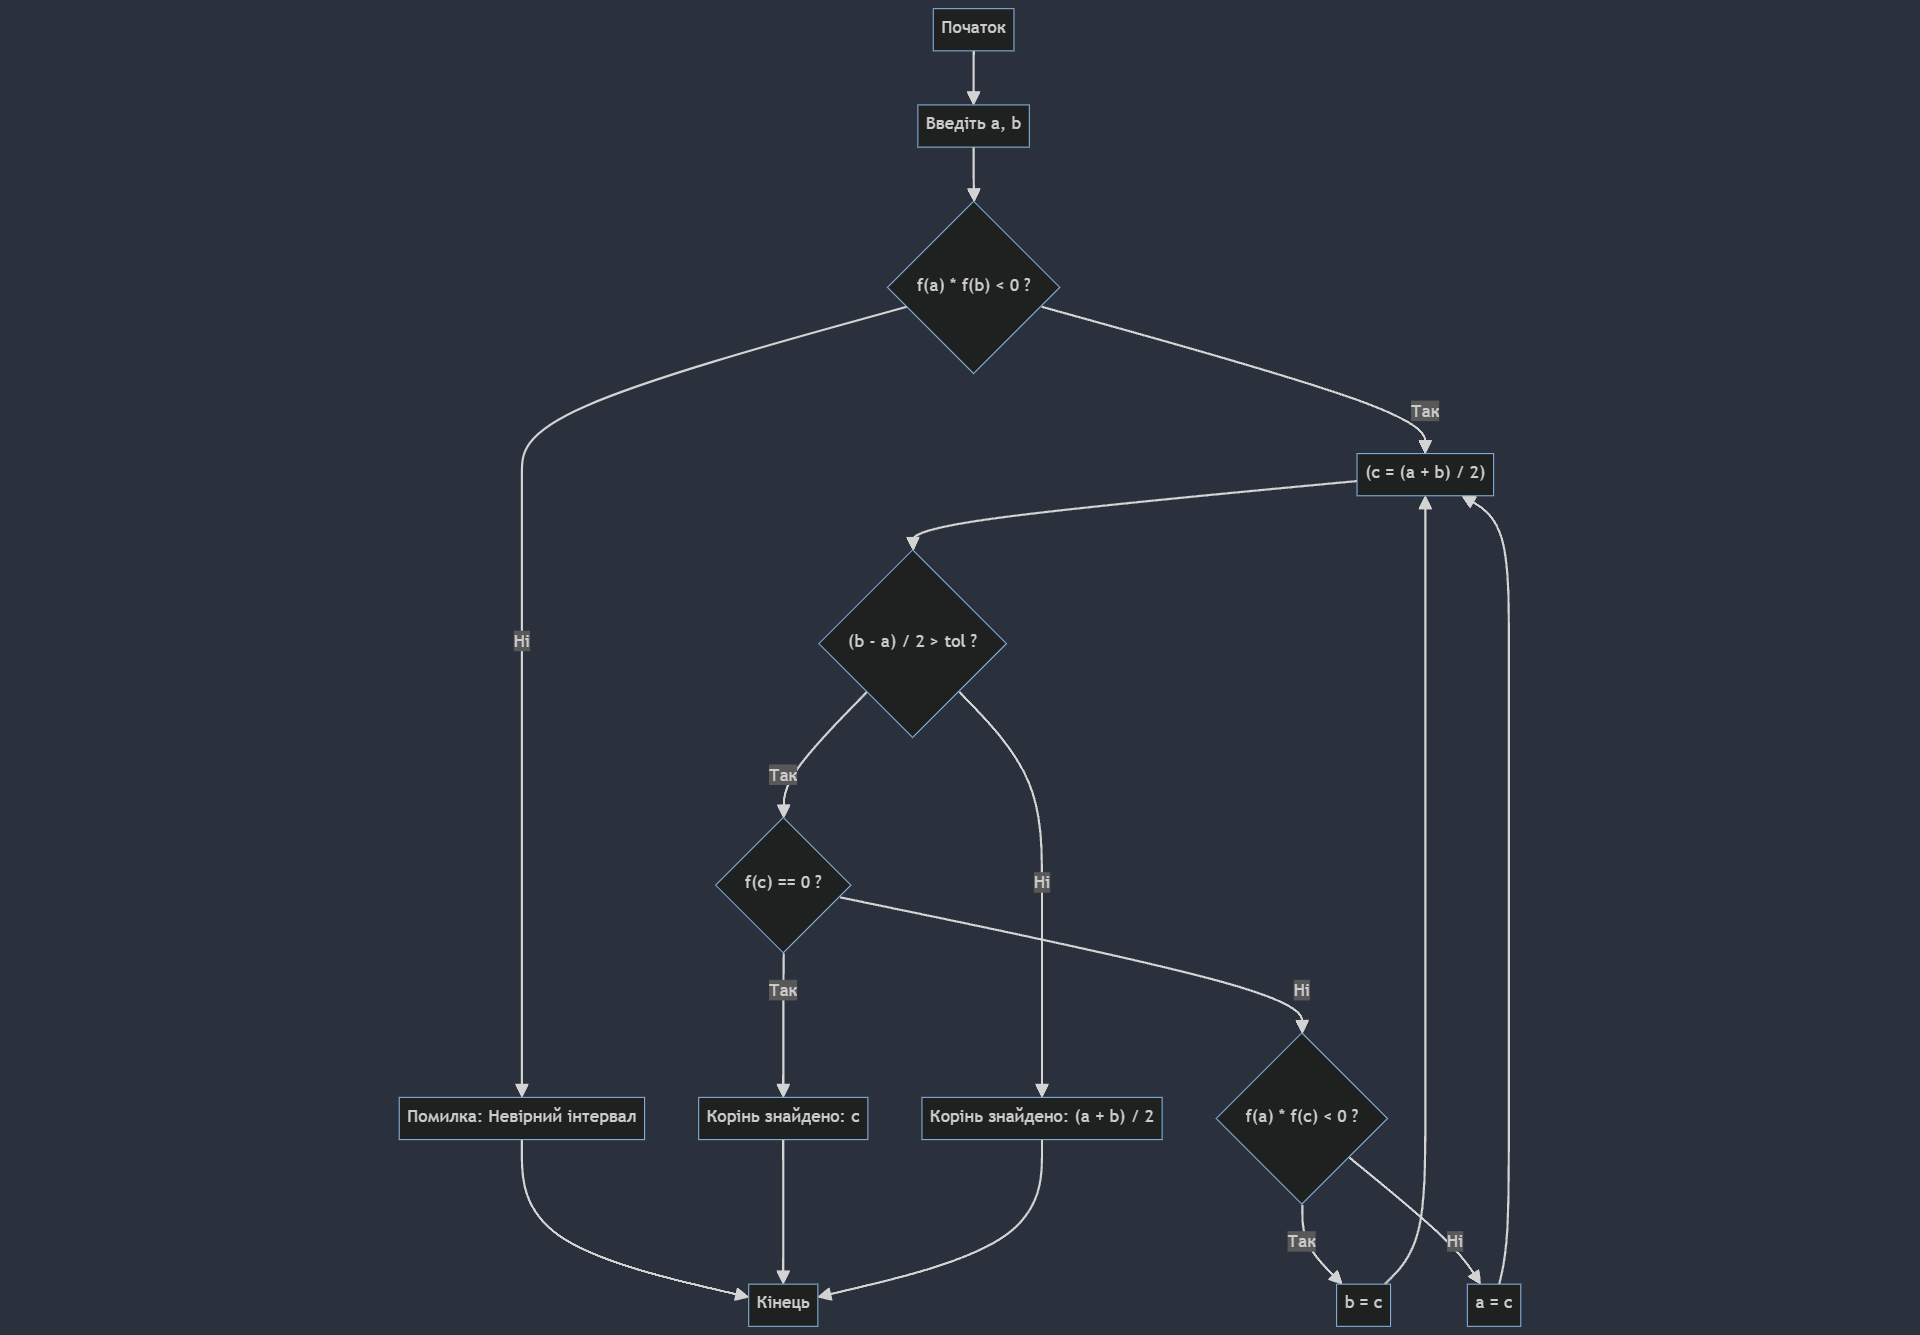 Початок
Введіть a, b
f(a) * f(b) < 0 ?
Так
(c = (a + b) / 2)
Ні
(b - a) / 2 > tol ?
Так
f(c) == 0 ?
Ні
Так
Ні
Помилка: Невірний інтервал
Корінь знайдено: c
Корінь знайдено: (a + b) / 2
f(a) * f(c) < 0 ?
Так
Ні
Кінець
b = c
a = c